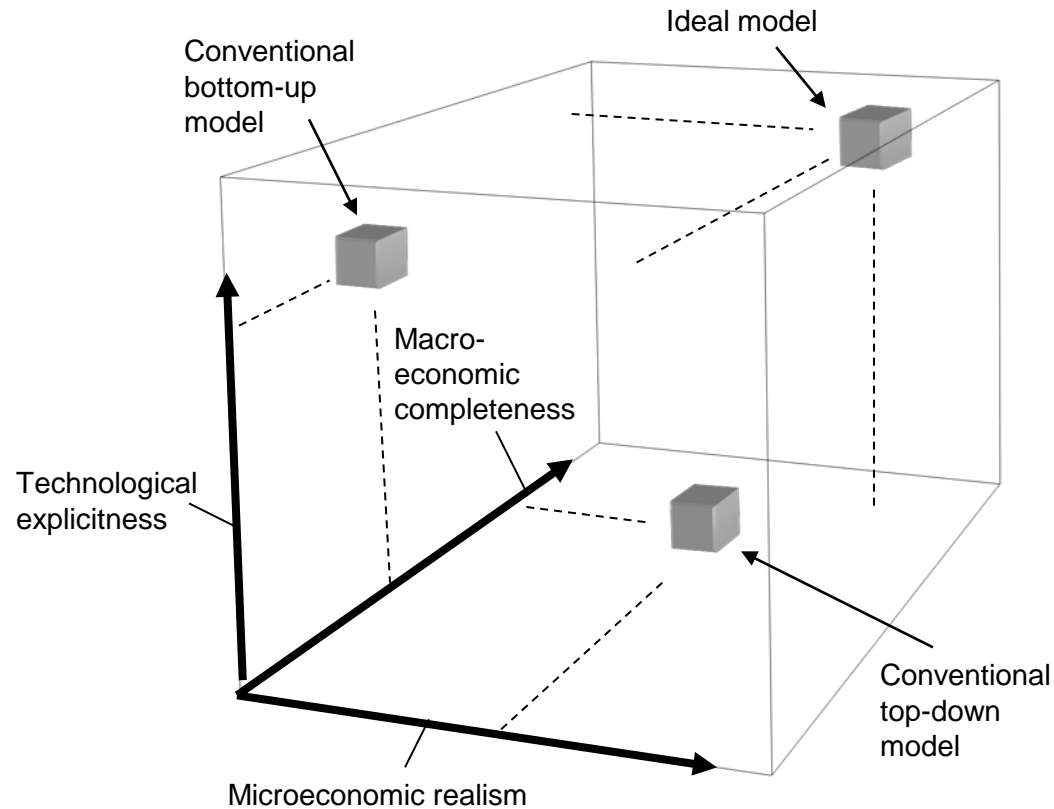 Ideal model
Conventional
bottom-up
model
Macro-
economic
completeness
Technological
explicitness
Conventional
top-down
model
Microeconomic realism